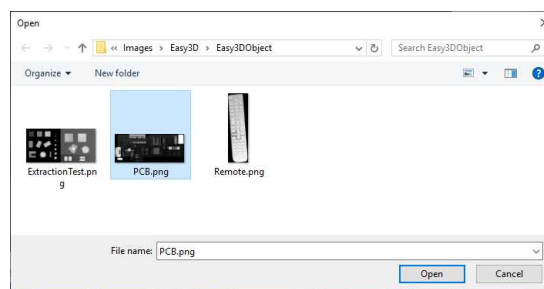 Open
« Images › Easy3D › Easy3DObject
Search Easy3DObject
Organize
New folder
ExtractionTest.pn
g
PCB.png
Remote.png
File name: PCB.png
Open
Cancel